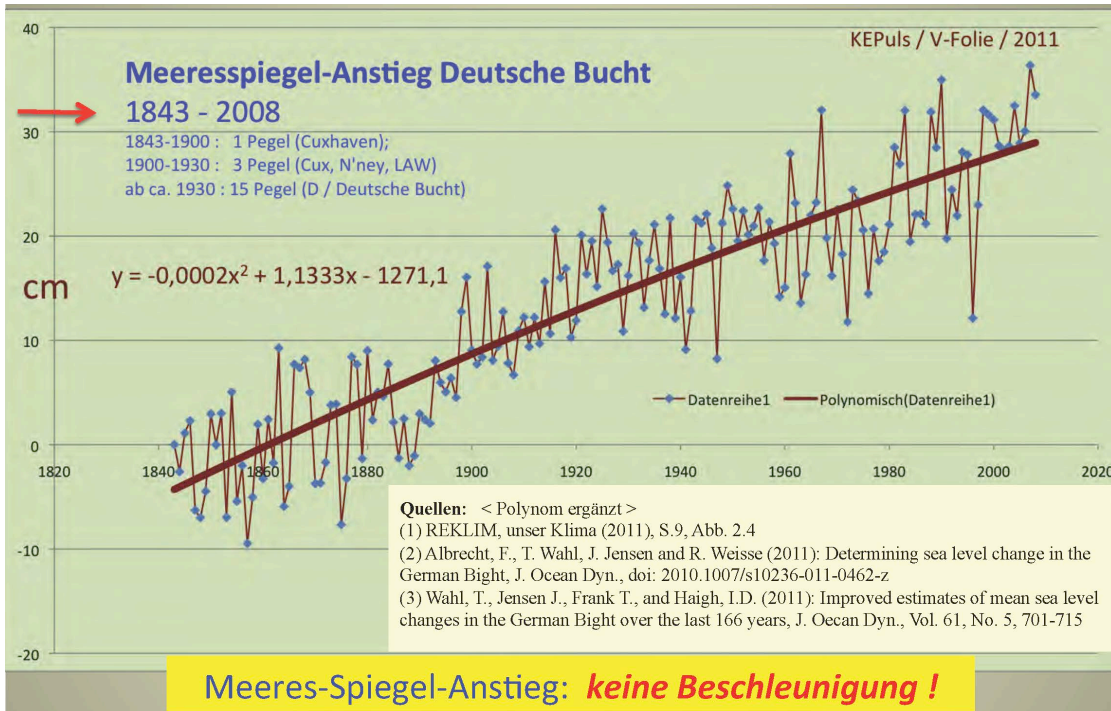 40
KEPuls / V-Folie / 2011
Meeresspiegel-Anstieg Deutsche Bucht
1843 - 2008
30
1843-1900 : 1 Pegel (Cuxhaven);
1900-1930 : 3 Pegel (Cux, N'ney, LAW)
ab ca. 1930 : 15 Pegel (D / Deutsche Bucht)
20
cm
y = -0,0002x² + 1,1333x - 1271,1
10
Datenreihe1
Polynomisch(Datenreihe1)
0
1820 1840 1860 1880 1900 1920 1940 1960 1980 2000 2020
Quellen: < Polynom ergänzt >
(1) REKLIM, unser Klima (2011), S.9, Abb. 2.4
(2) Albrecht, F., T. Wahl, J. Jensen and R. Weisse (2011): Determining sea level change in the
German Bight, J. Ocean Dyn., doi: 2010.1007/s10236-011-0462-z
(3) Wahl, T., Jensen J., Frank T., and Haigh, I.D. (2011): Improved estimates of mean sea level
changes in the German Bight over the last 166 years, J. Oecan Dyn., Vol. 61, No. 5, 701-715
-10
-20
Meeres-Spiegel-Anstieg: keine Beschleunigung !